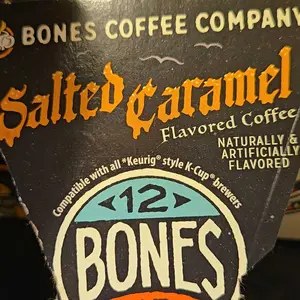 BONES COFFEE COMPANY
Salted Caramel
Flavored Coffee
NATURALLY &
ARTIFICIALLY
FLAVORED
Compatible with all *Keurig® style K-Cup® brewers
12
BONES